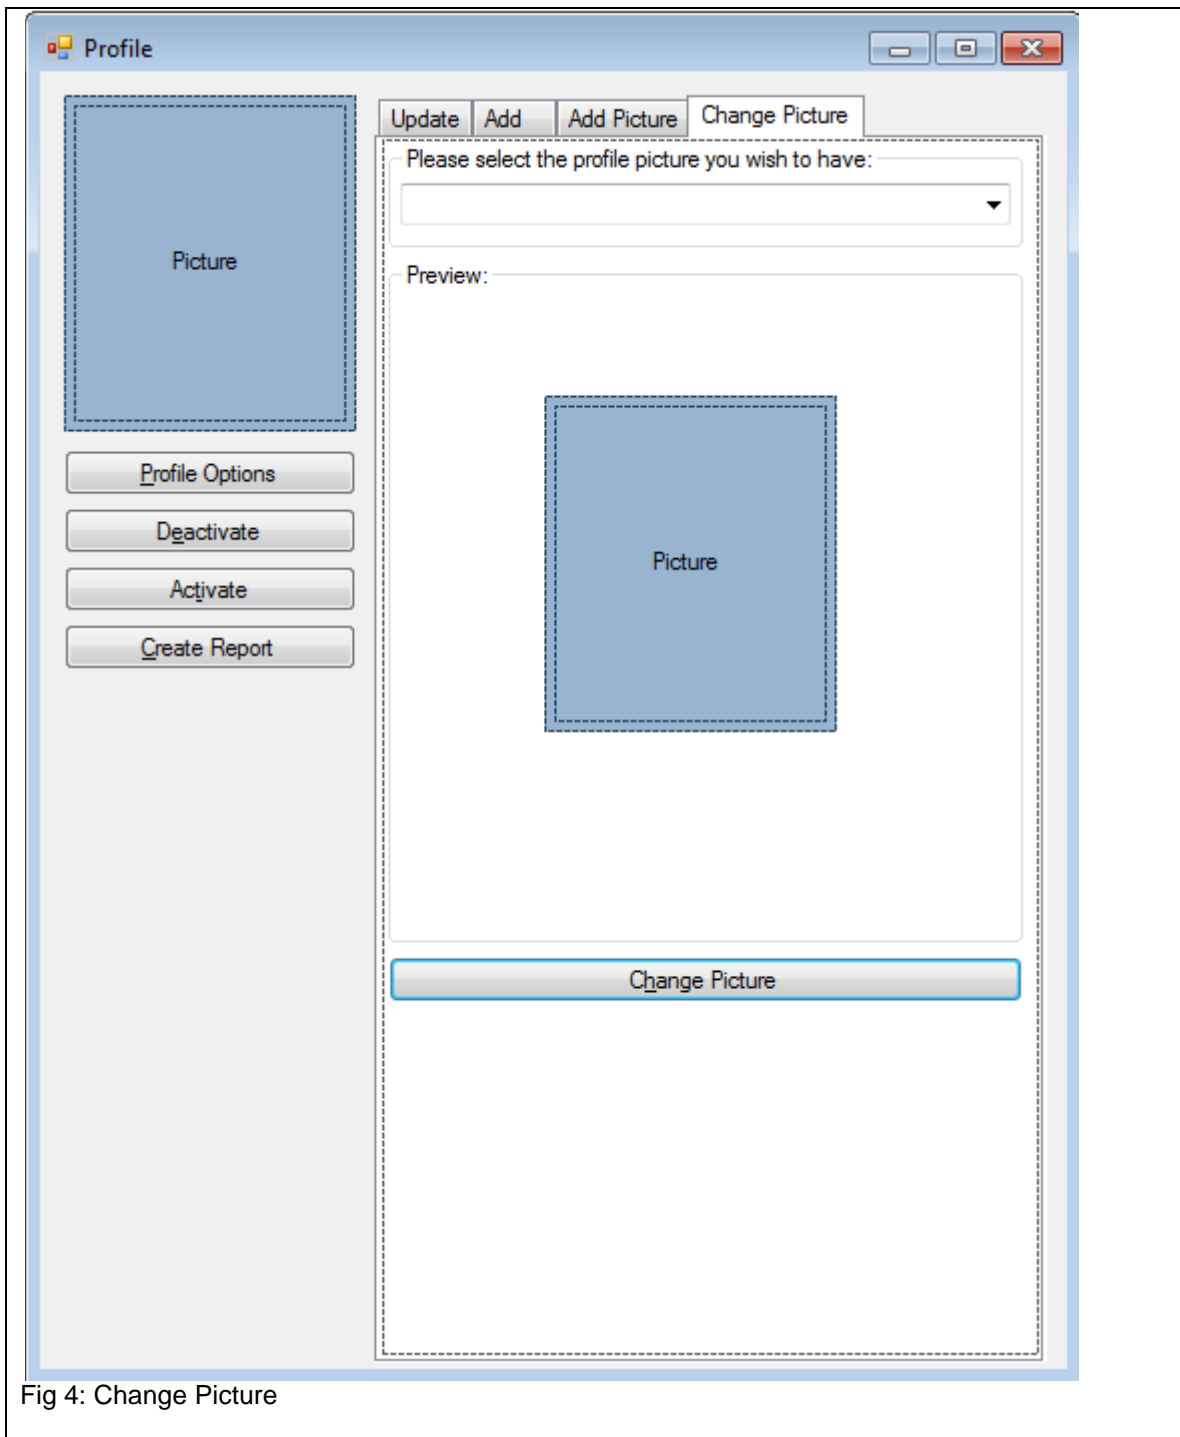 Profile
Picture
Profile Options
Deactivate
Activate
Create Report
Update Add Add Picture Change Picture
Please select the profile picture you wish to have:
Preview:
Picture
Change Picture
Fig 4: Change Picture